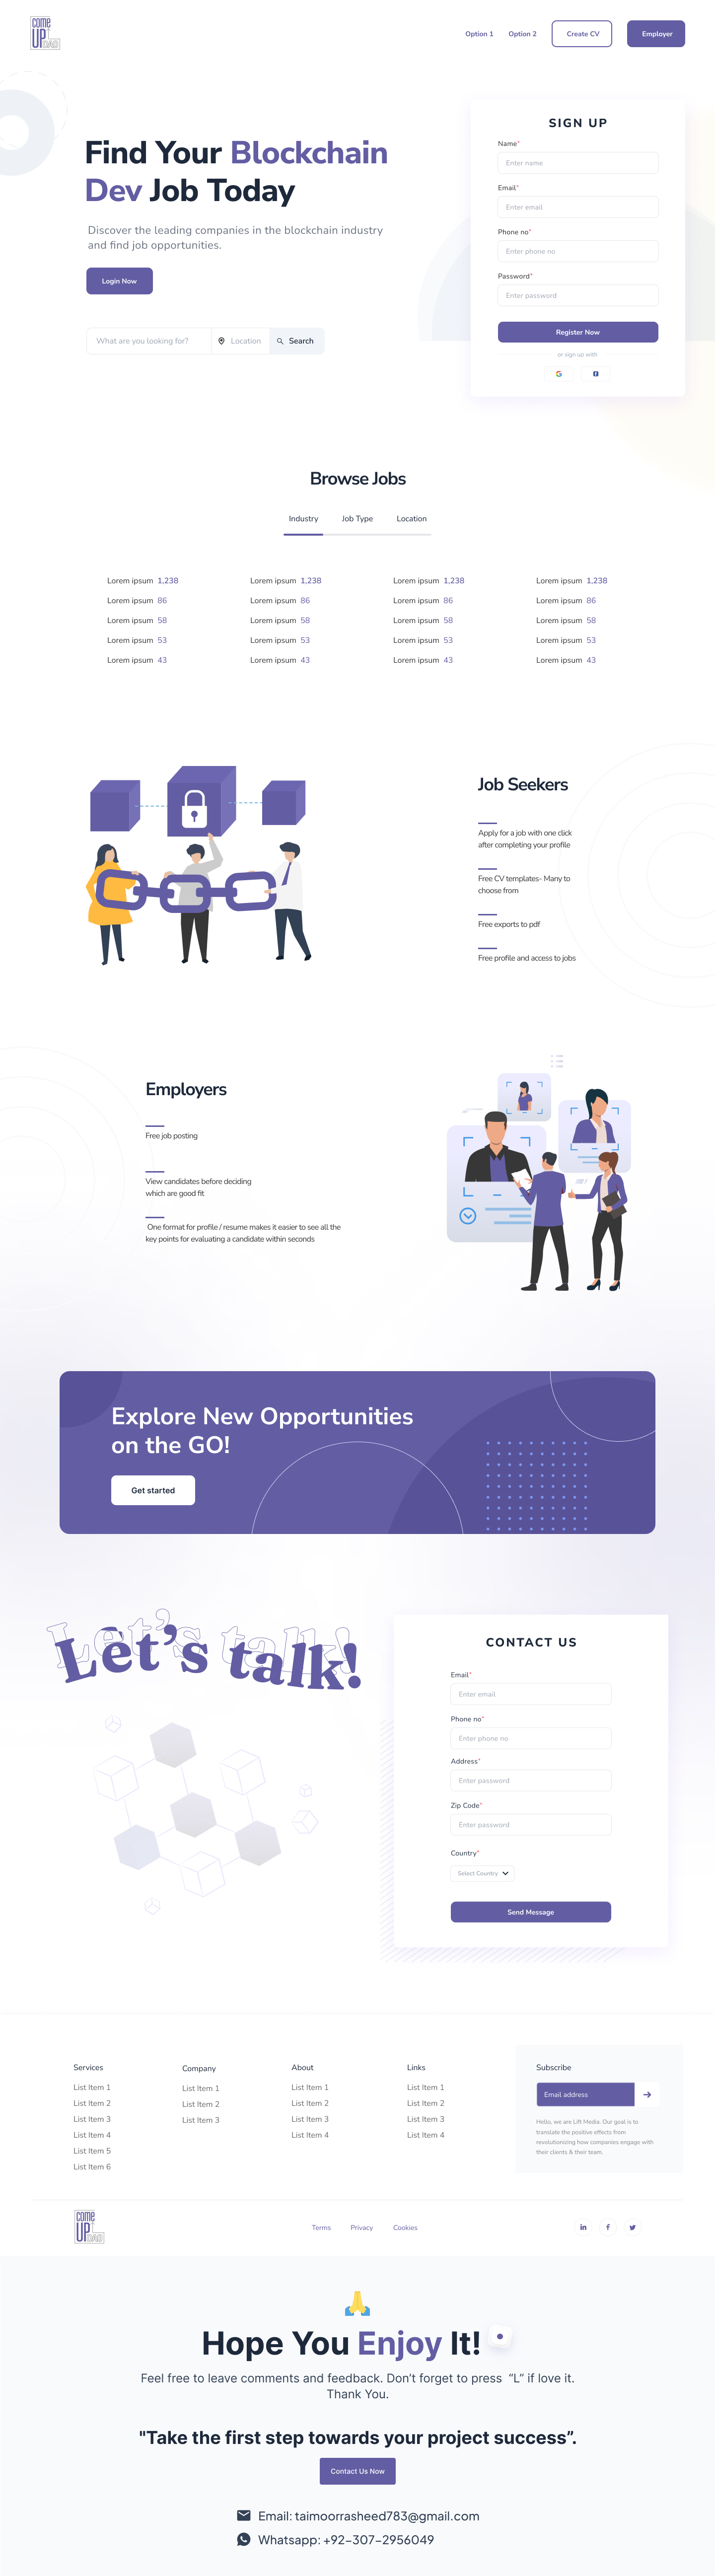 COME
UP
DAO
Option 1
Option 2
Create CV
Employer
Find Your Blockchain
Dev Job Today
Discover the leading companies in the blockchain industry
and find job opportunities.
Login Now
What are you looking for?
Location
Search
SIGN UP
Name*
Enter name
Email*
Enter email
Phone no*
Enter phone no
Password*
Enter password
Register Now
or sign up with
Browse Jobs
Industry
Job Type
Location
Lorem ipsum 1,238
Lorem ipsum 86
Lorem ipsum 58
Lorem ipsum 53
Lorem ipsum 43
Lorem ipsum 1,238
Lorem ipsum 86
Lorem ipsum 58
Lorem ipsum 53
Lorem ipsum 43
Lorem ipsum 1,238
Lorem ipsum 86
Lorem ipsum 58
Lorem ipsum 53
Lorem ipsum 43
Lorem ipsum 1,238
Lorem ipsum 86
Lorem ipsum 58
Lorem ipsum 53
Lorem ipsum 43
Job Seekers
Apply for a job with one click
after completing your profile
Free CV templates- Many to
choose from
Free exports to pdf
Free profile and access to jobs
Employers
Free job posting
View candidates before deciding
which are good fit
One format for profile / resume makes it easier to see all the
key points for evaluating a candidate within seconds
Explore New Opportunities
on the GO!
Get started
Let's talk!
CONTACT US
Email*
Enter email
Phone no*
Enter phone no
Address*
Enter password
Zip Code*
Enter password
Country*
Select Country
Send Message
Services
List Item 1
List Item 2
List Item 3
List Item 4
List Item 5
List Item 6
Company
List Item 1
List Item 2
List Item 3
About
List Item 1
List Item 2
List Item 3
List Item 4
Links
List Item 1
List Item 2
List Item 3
List Item 4
Subscribe
Email address
Hello, we are Lift Media. Our goal is to
translate the positive effects from
revolutionizing how companies engage with
their clients & their team.
COME
UP
DAO
Terms
Privacy
Cookies
Hope You Enjoy It!
Feel free to leave comments and feedback. Don't forget to press “L” if love it.
Thank You.
"Take the first step towards your project success”.
Contact Us Now
Email: taimoorrasheed783@gmail.com
Whatsapp: +92-307-2956049